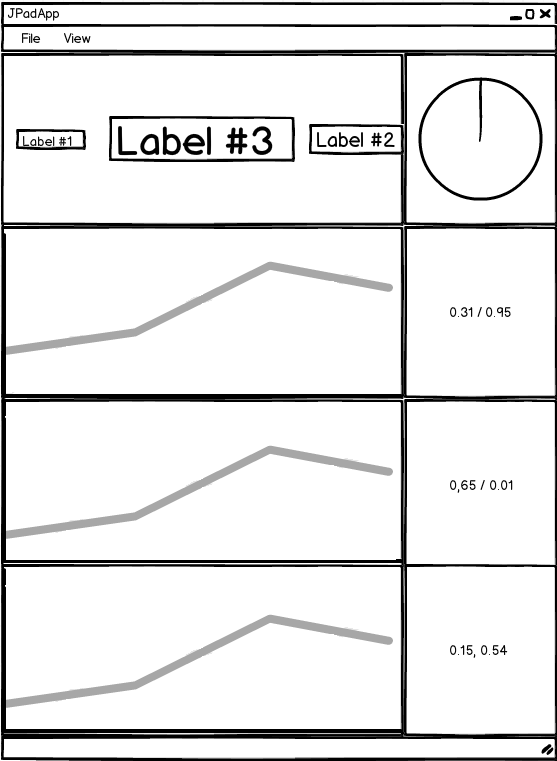 JPadApp
File View
Label #1 Label #3 Label #2
0.31 / 0.95
0,65 / 0.01
0.15, 0.54